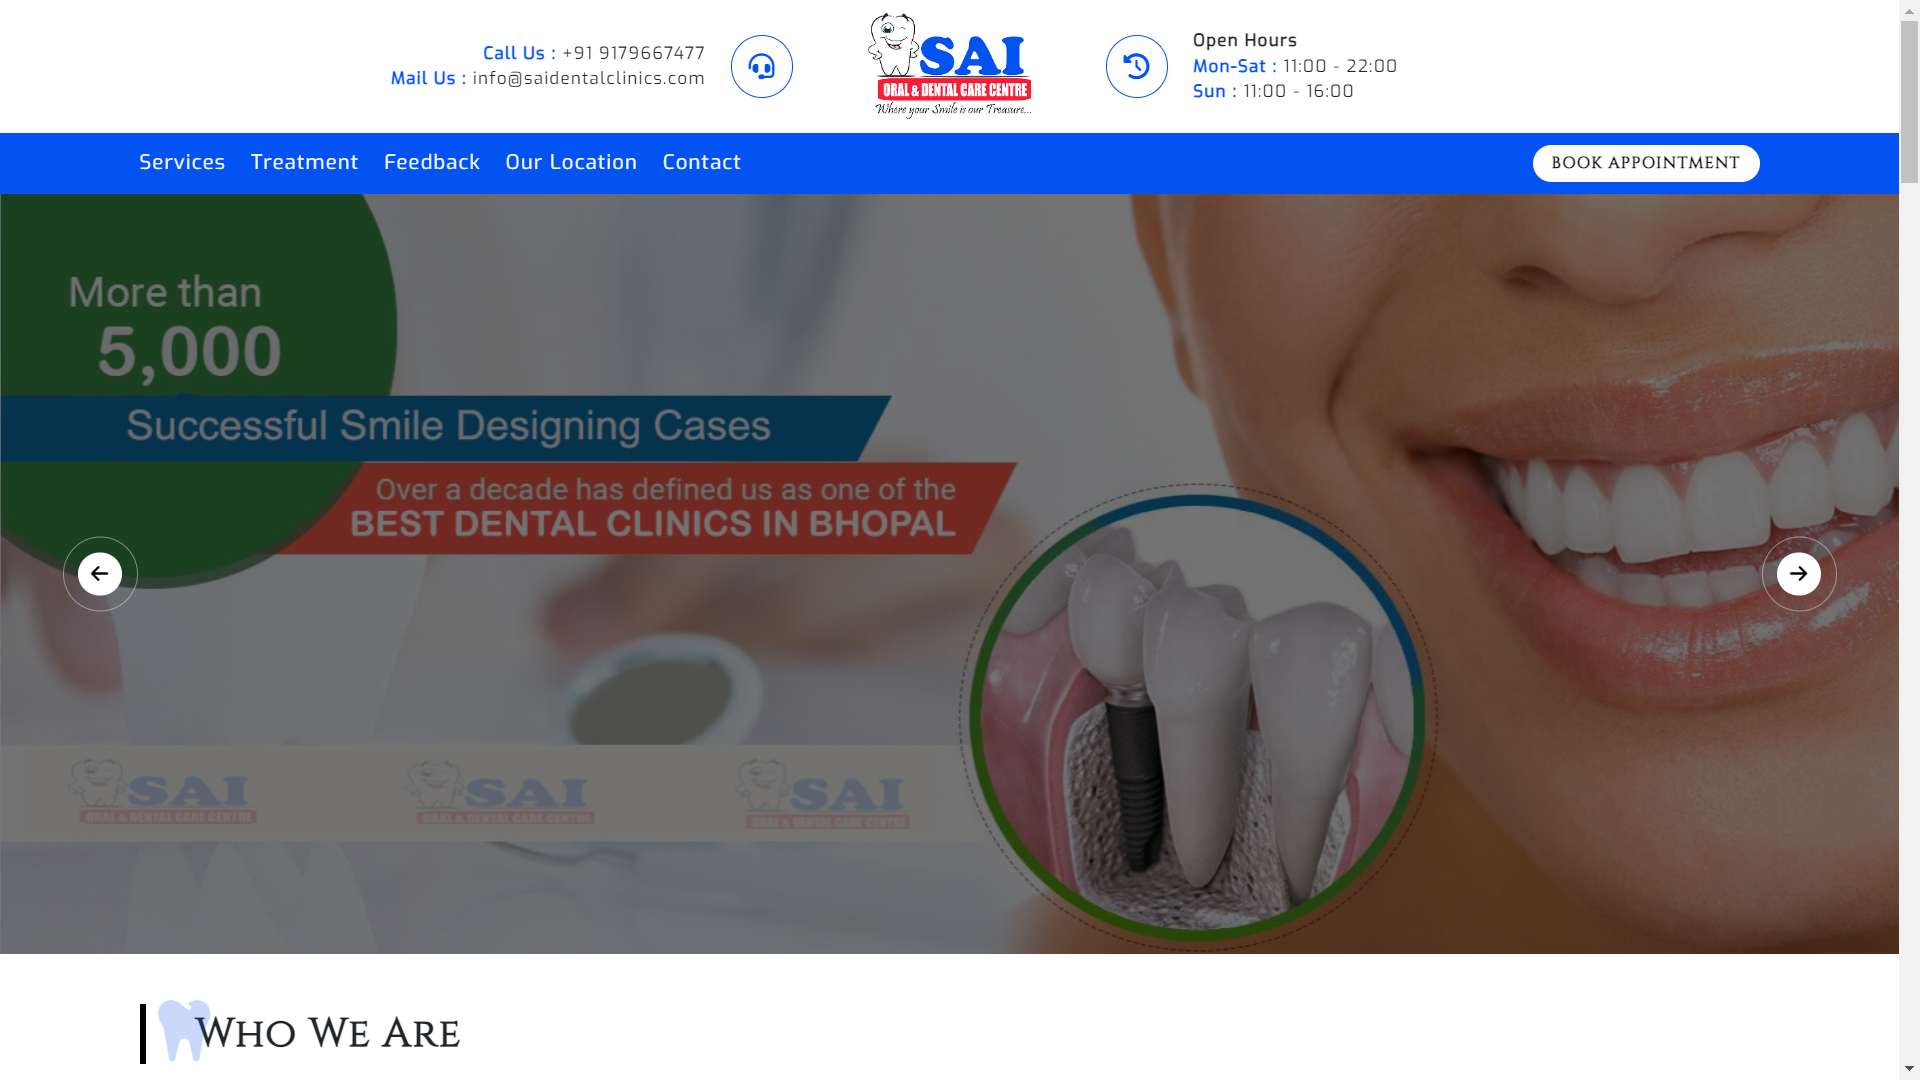 Call Us : +91 9179667477
Mail Us : info@saidentalclinics.com
SAI
ORAL & DENTAL CARE CENTRE
Where your Smile is our Treasure...
Open Hours
Mon-Sat : 11:00 - 22:00
Sun : 11:00 - 16:00
Services Treatment Feedback Our Location Contact
BOOK APPOINTMENT
More than
5,000
Successful Smile Designing Cases
Over a decade has defined us as one of the
BEST DENTAL CLINICS IN BHOPAL
SAI SAI SAI
ORAL & DENTAL CARE CENTRE ORAL & DENTAL CARE CENTRE ORAL & DENTAL CARE CENTRE
Who We Are